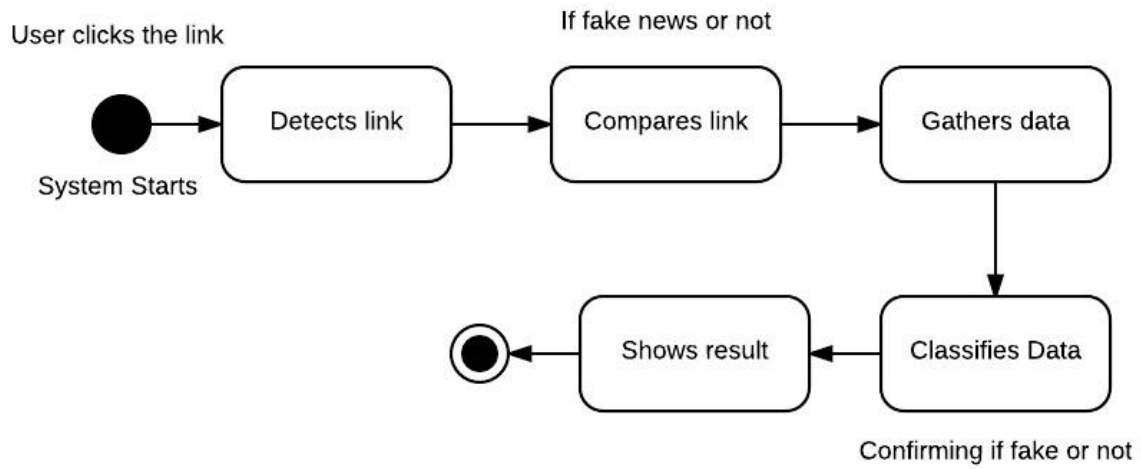 User clicks the link
If fake news or not
Detects link
Compares link
Gathers data
System Starts
Shows result
Classifies Data
Confirming if fake or not